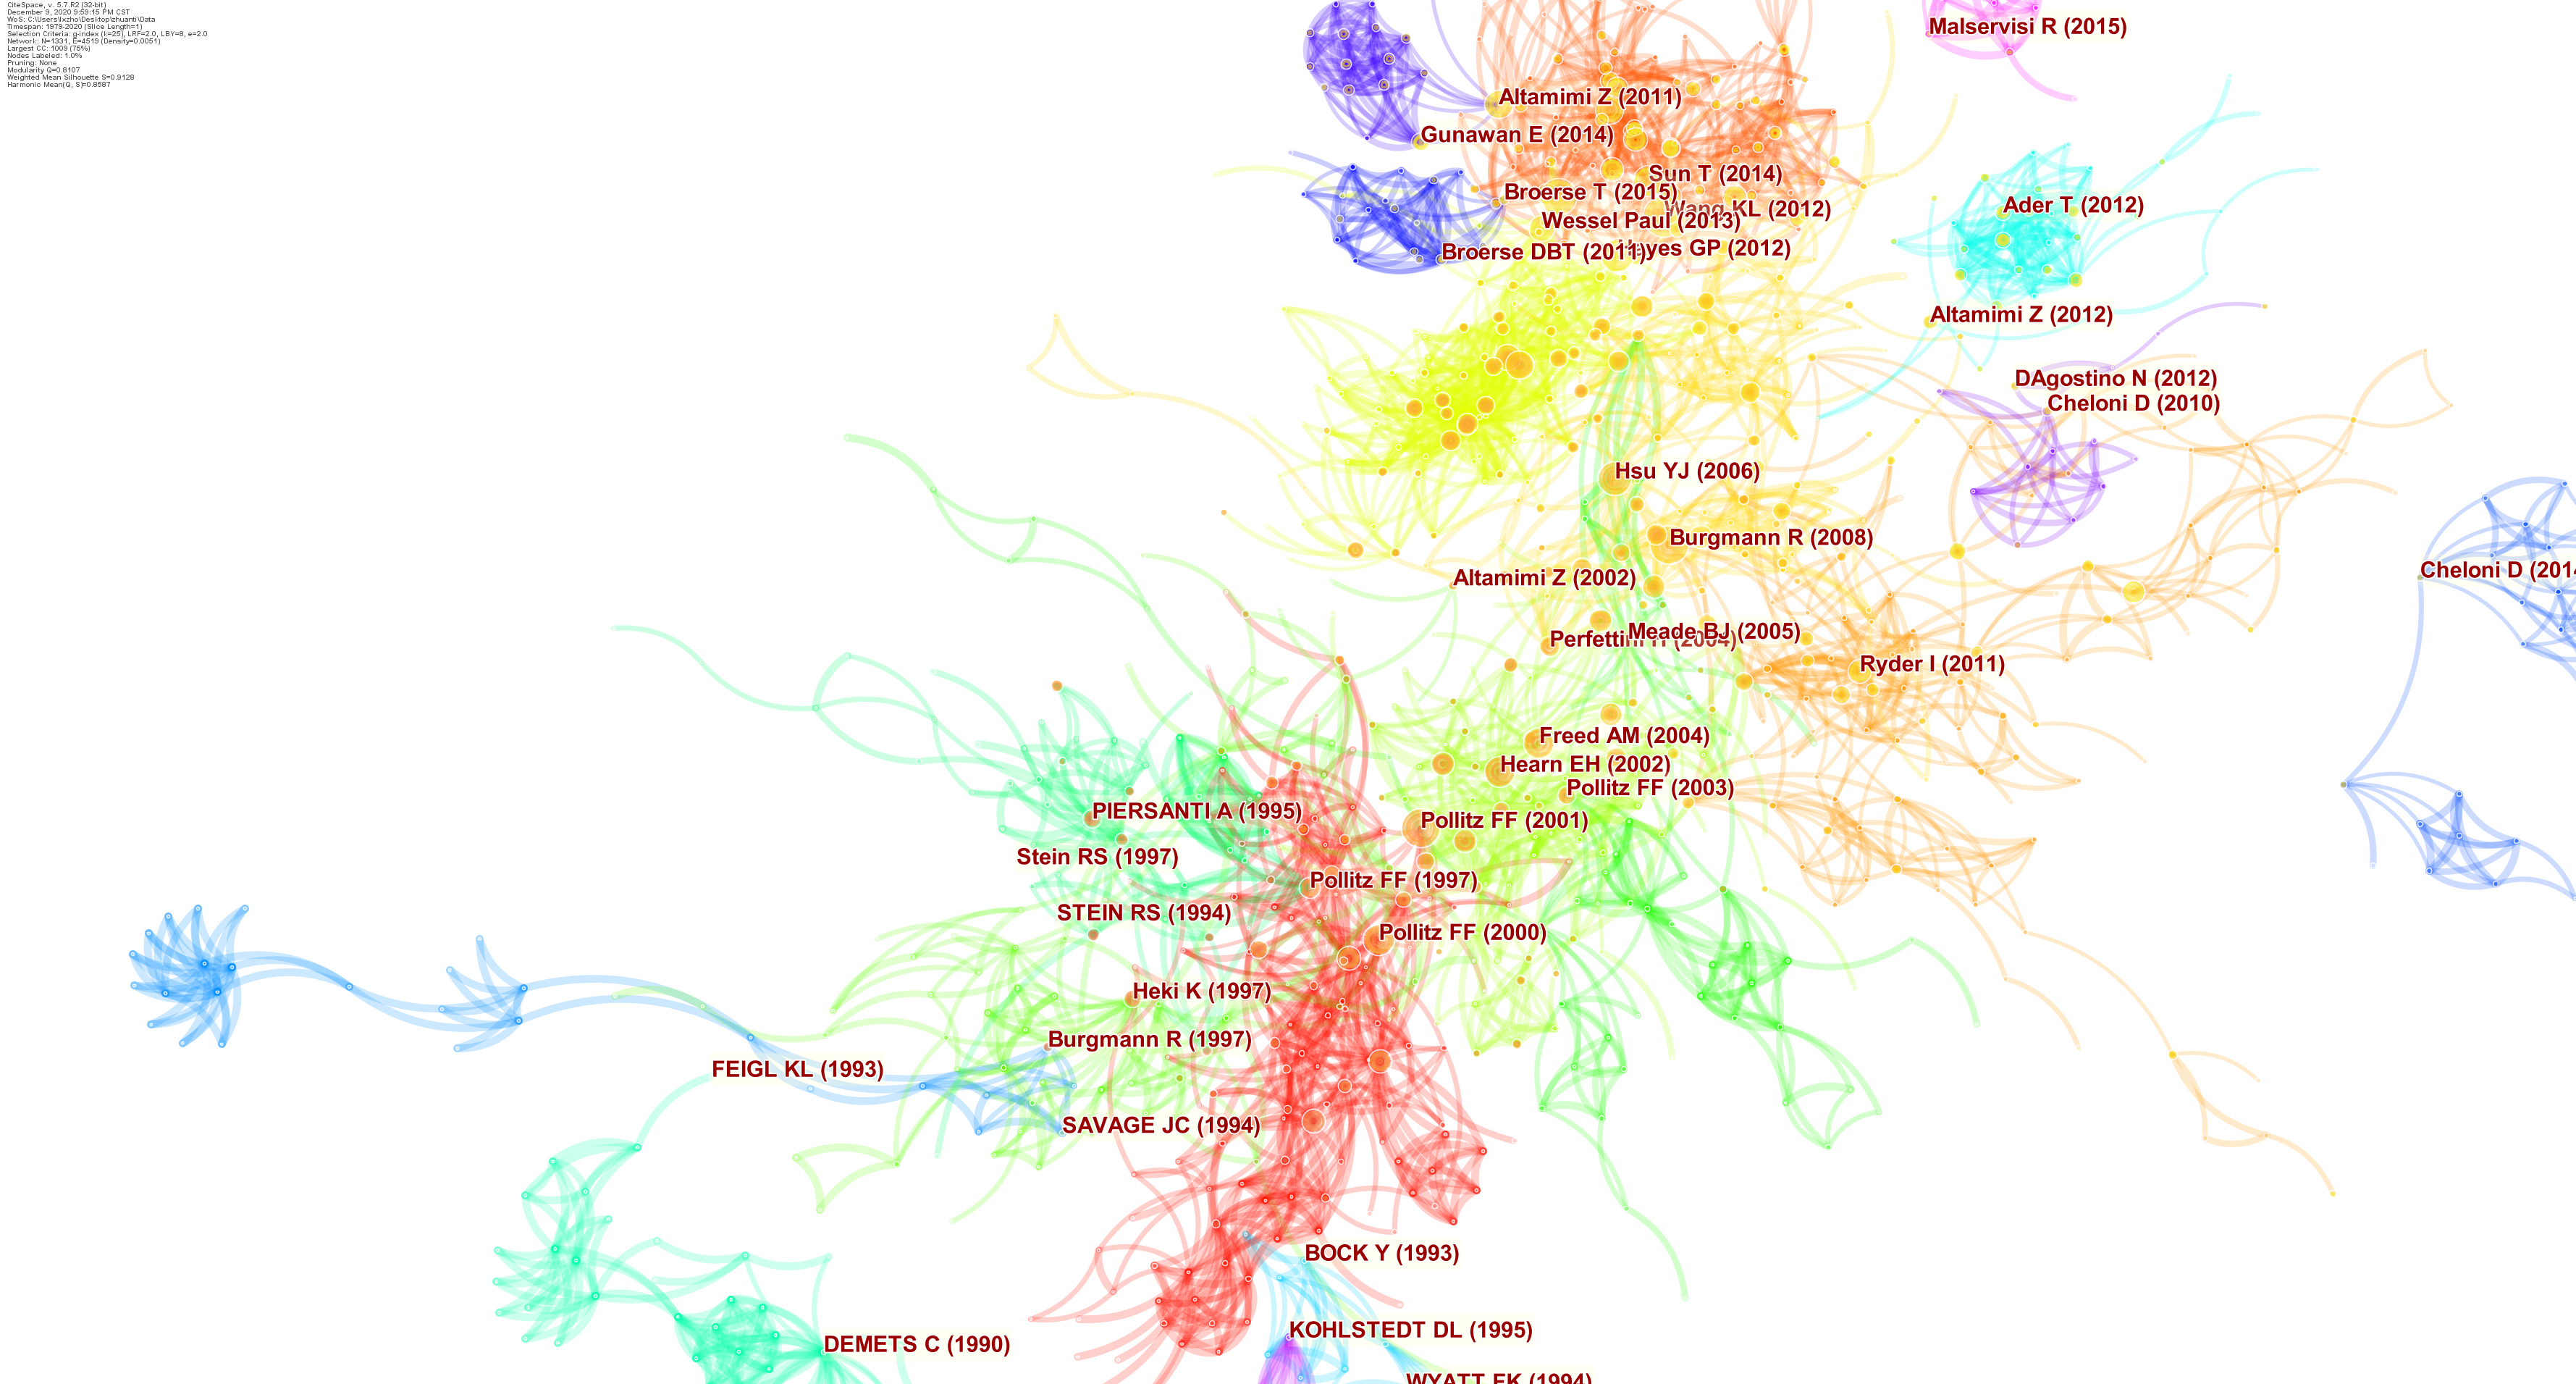 CiteSpace, v. 5.7.R2 (32-bit)
December 9, 2020 9:59:15 PM CST
WoS: C:\Users\lxzho\Desktop\zhuanti\Data
Timespan: 1979-2020 (Slice Length=1)
Selection Criteria: g-index (k=25), LRF=2.0, LBY=8, e=2.0
Network: N=1331, E=4519 (Density=0.0051)
Largest CC: 1009 (75%)
Nodes Labeled: 1.0%
Pruning: None
Modularity Q=0.8107
Weighted Mean Silhouette S=0.9128
Harmonic Mean(Q, S)=0.8587
Malservisi R (2015)
Altamimi Z (2011)
Gunawan E (2014)
Sun T (2014)
Broerse T (2015)
Wang KL (2012)
Ader T (2012)
Wessel Paul (2013)
Broerse DBT (2011)
Hayes GP (2012)
Altamimi Z (2012)
DAgostino N (2012)
Cheloni D (2010)
Hsu YJ (2006)
Burgmann R (2008)
Cheloni D (2014
Altamimi Z (2002)
Meade BJ (2005)
Perfettini H (2004)
Ryder I (2011)
Freed AM (2004)
Hearn EH (2002)
Pollitz FF (2003)
PIERSANTI A (1995)
Pollitz FF (2001)
Stein RS (1997)
Pollitz FF (1997)
STEIN RS (1994)
Pollitz FF (2000)
Heki K (1997)
Burgmann R (1997)
FEIGL KL (1993)
SAVAGE JC (1994)
BOCK Y (1993)
KOHLSTEDT DL (1995)
DEMETS C (1990)
WYATT FK (1994)